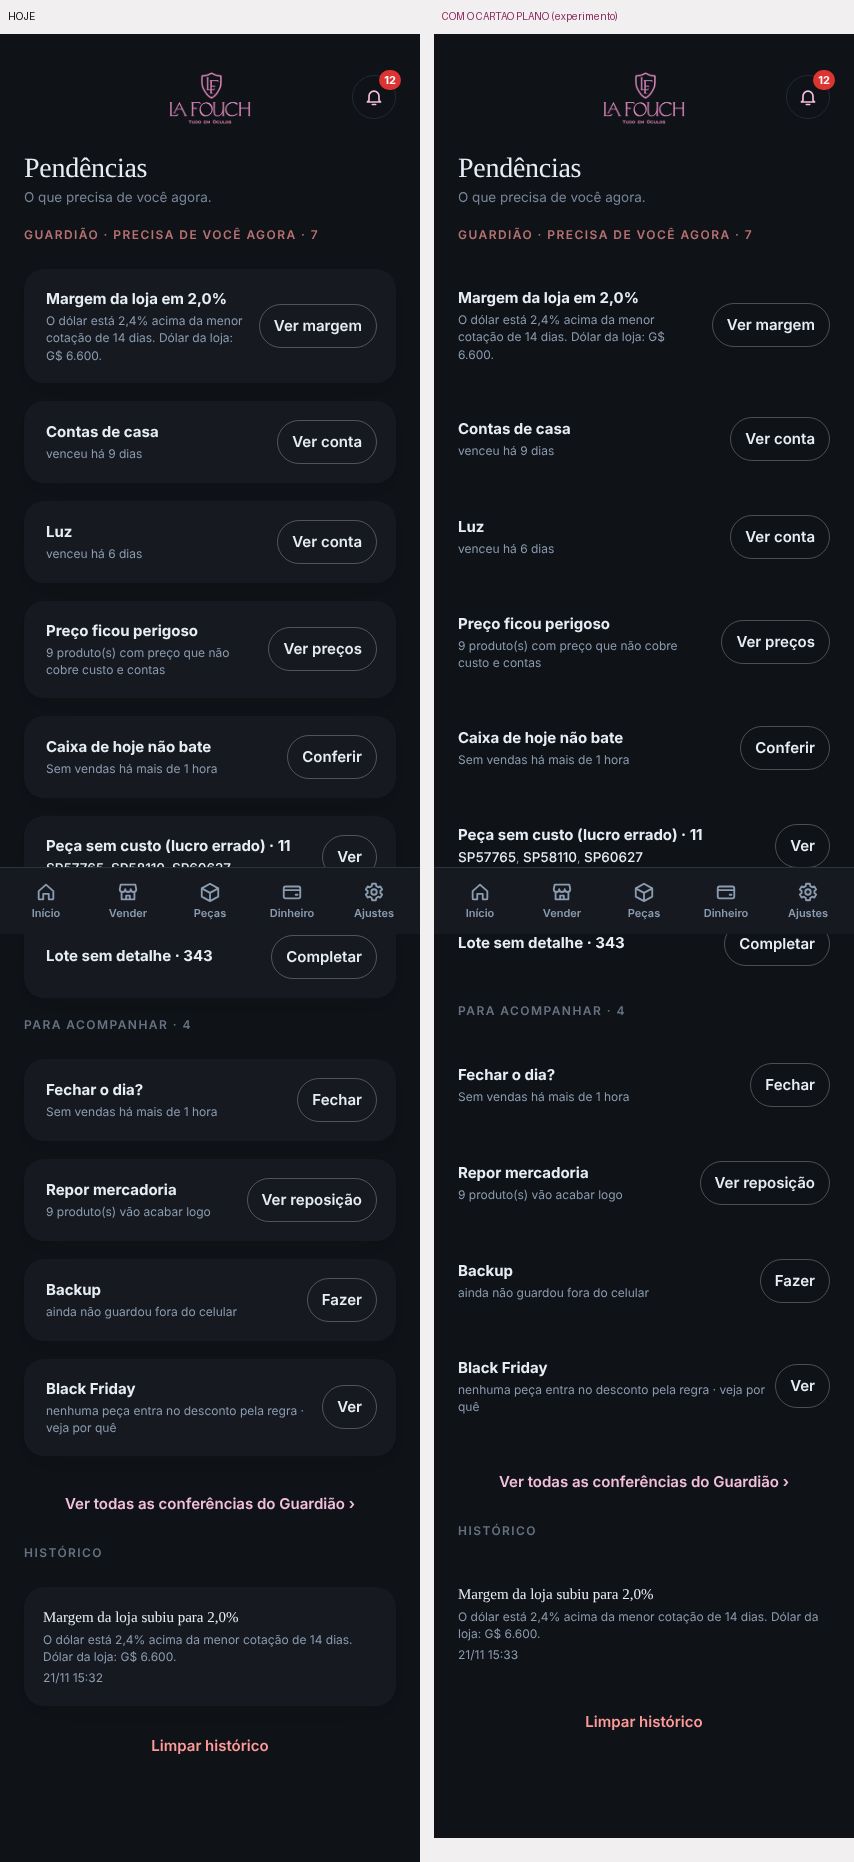 HOJE
12
LA FOUCH
TUDO EM ÓCULOS
Pendências
O que precisa de você agora.
GUARDIÃO · PRECISA DE VOCÊ AGORA · 7
Margem da loja em 2,0%
O dólar está 2,4% acima da menor
cotação de 14 dias. Dólar da loja:
G$ 6.600.
Ver margem
Contas de casa
venceu há 9 dias
Ver conta
Luz
venceu há 6 dias
Ver conta
Preço ficou perigoso
9 produto(s) com preço que não
cobre custo e contas
Ver preços
Caixa de hoje não bate
Sem vendas há mais de 1 hora
Conferir
Peça sem custo (lucro errado) · 11
SP57765, SP58110, SP60627
Ver
Início
Vender
Peças
Dinheiro
Ajustes
Lote sem detalhe · 343
Completar
PARA ACOMPANHAR · 4
Fechar o dia?
Sem vendas há mais de 1 hora
Fechar
Repor mercadoria
9 produto(s) vão acabar logo
Ver reposição
Backup
ainda não guardou fora do celular
Fazer
Black Friday
nenhuma peça entra no desconto pela regra ·
veja por quê
Ver
Ver todas as conferências do Guardião ›
HISTÓRICO
Margem da loja subiu para 2,0%
O dólar está 2,4% acima da menor cotação de 14 dias.
Dólar da loja: G$ 6.600.
21/11 15:32
Limpar histórico
COM O CARTAO PLANO (experimento)
12
LA FOUCH
TUDO EM ÓCULOS
Pendências
O que precisa de você agora.
GUARDIÃO · PRECISA DE VOCÊ AGORA · 7
Margem da loja em 2,0%
O dólar está 2,4% acima da menor
cotação de 14 dias. Dólar da loja: G$
6.600.
Ver margem
Contas de casa
venceu há 9 dias
Ver conta
Luz
venceu há 6 dias
Ver conta
Preço ficou perigoso
9 produto(s) com preço que não cobre
custo e contas
Ver preços
Caixa de hoje não bate
Sem vendas há mais de 1 hora
Conferir
Peça sem custo (lucro errado) · 11
SP57765, SP58110, SP60627
Ver
Início
Vender
Peças
Dinheiro
Ajustes
Lote sem detalhe · 343
Completar
PARA ACOMPANHAR · 4
Fechar o dia?
Sem vendas há mais de 1 hora
Fechar
Repor mercadoria
9 produto(s) vão acabar logo
Ver reposição
Backup
ainda não guardou fora do celular
Fazer
Black Friday
nenhuma peça entra no desconto pela regra · veja por
quê
Ver
Ver todas as conferências do Guardião ›
HISTÓRICO
Margem da loja subiu para 2,0%
O dólar está 2,4% acima da menor cotação de 14 dias. Dólar da
loja: G$ 6.600.
21/11 15:33
Limpar histórico